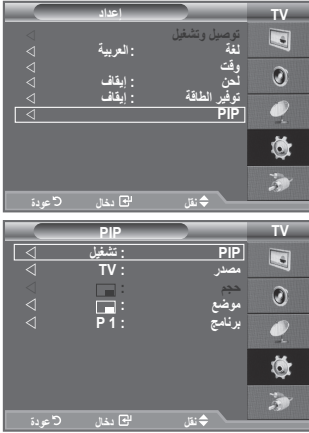 TV
إعداد
توصيل وتشغيل
لغة : العربية
وقت
لحن : إيقاف
توفير الطاقة : إيقاف
PIP
نقل دخال عودة
TV
PIP
PIP : تشغيل
مصدر : TV
حجم :
موضع :
برنامج : P 1
نقل دخال عودة